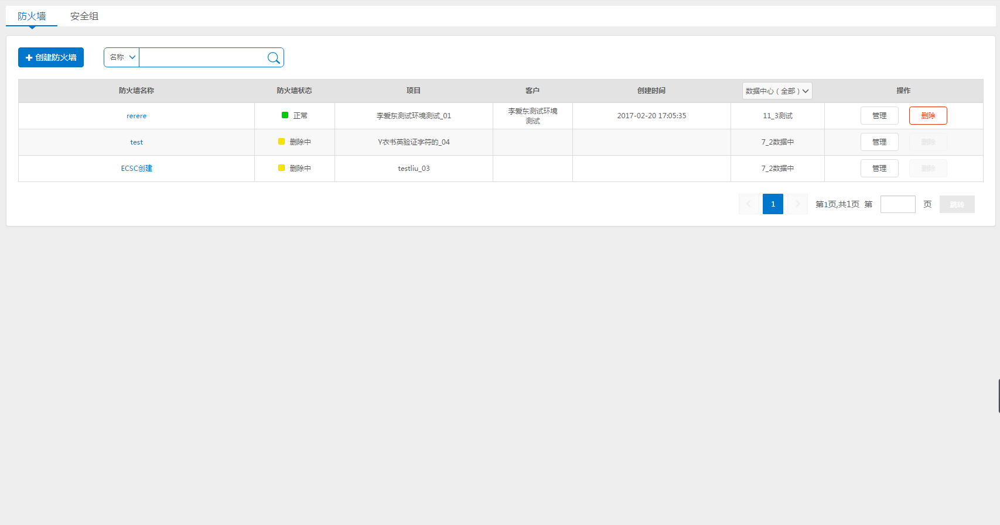 防火墙 安全组
创建防火墙 名称
防火墙名称 防火墙状态 项目 客户 创建时间 数据中心 ( 全部 ) 操作
rerere 正常 李爱东测试环境测试_01 李爱东测试环境 2017-02-20 17:05:35 11_3测试 管理 删除
测试
test 删除中 Y衣书英验证字符的_04 7_2数据中 管理 删除
ECSC创建 删除中 testliu_03 7_2数据中 管理 删除
1 第1页,共1页 第 页 跳转